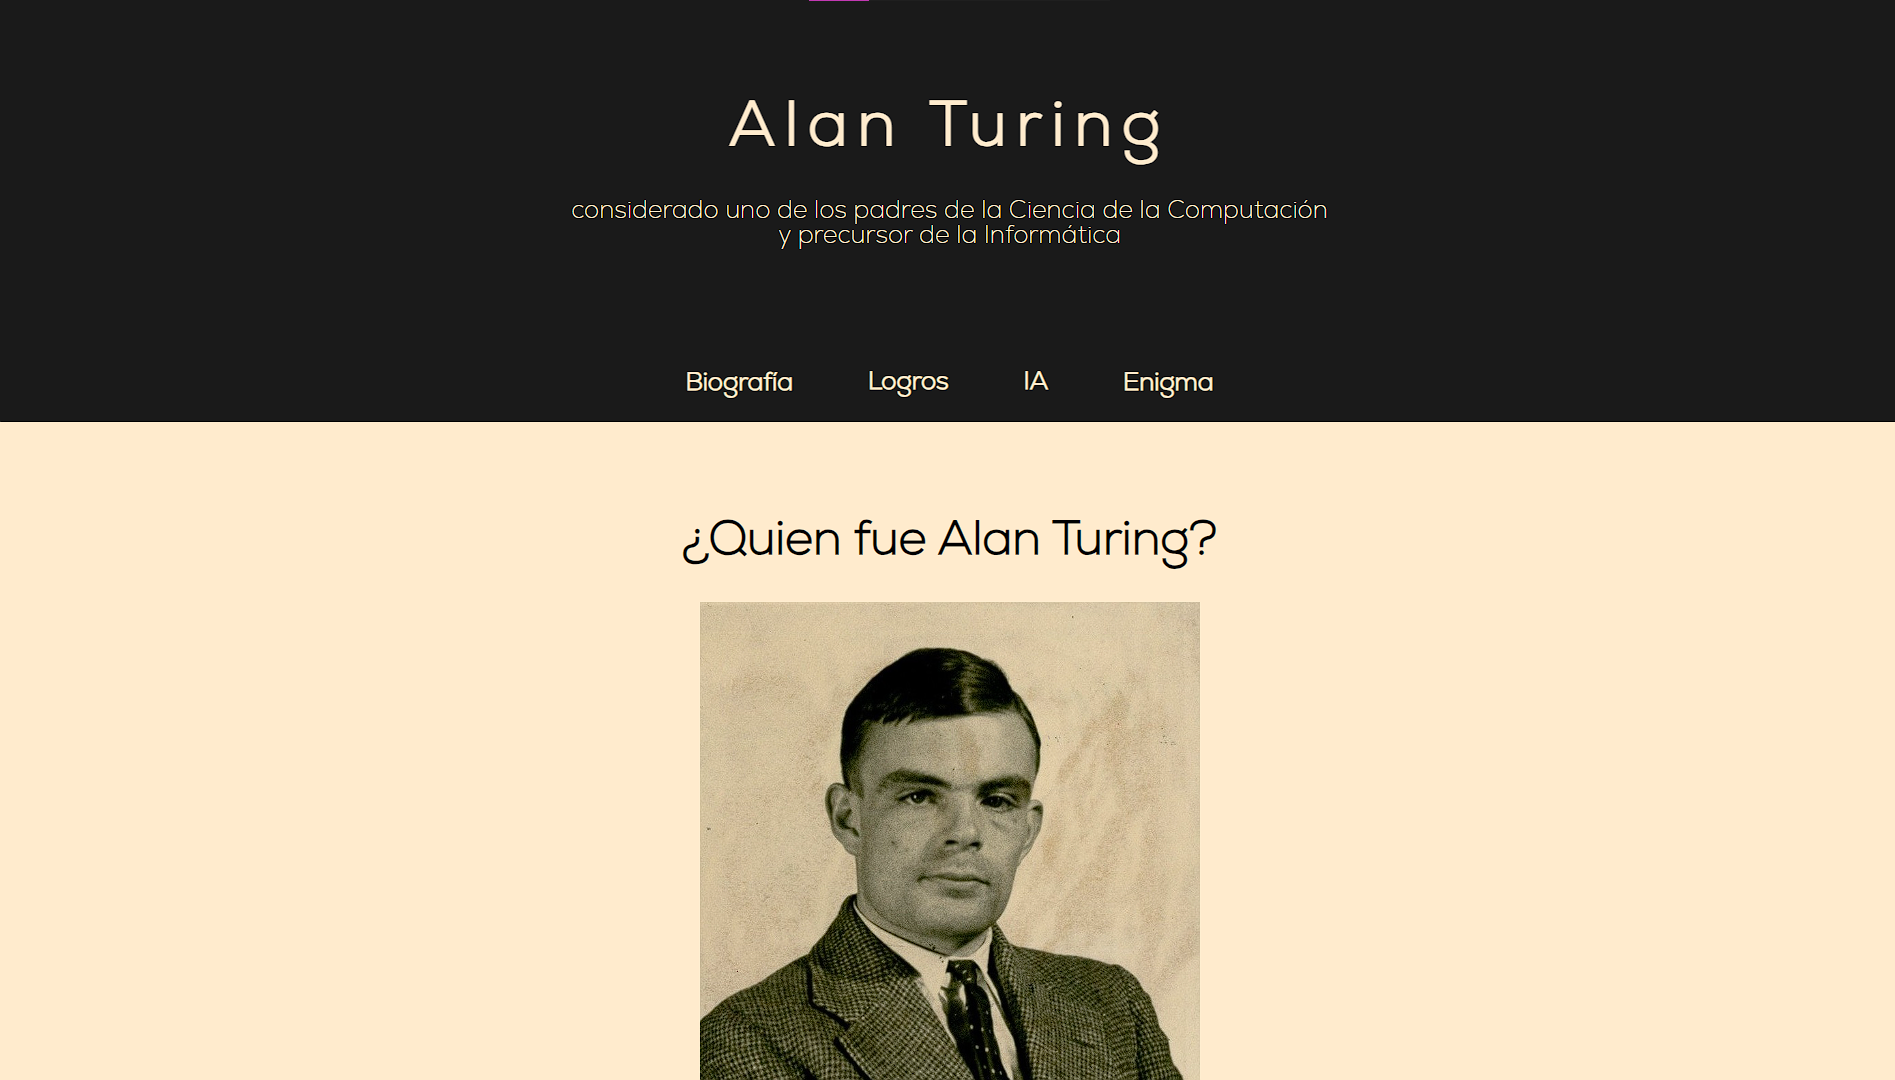 Alan Turing
considerado uno de los padres de la Ciencia de la Computación
y precursor de la Informática
Biografía Logros IA Enigma
¿Quien fue Alan Turing?